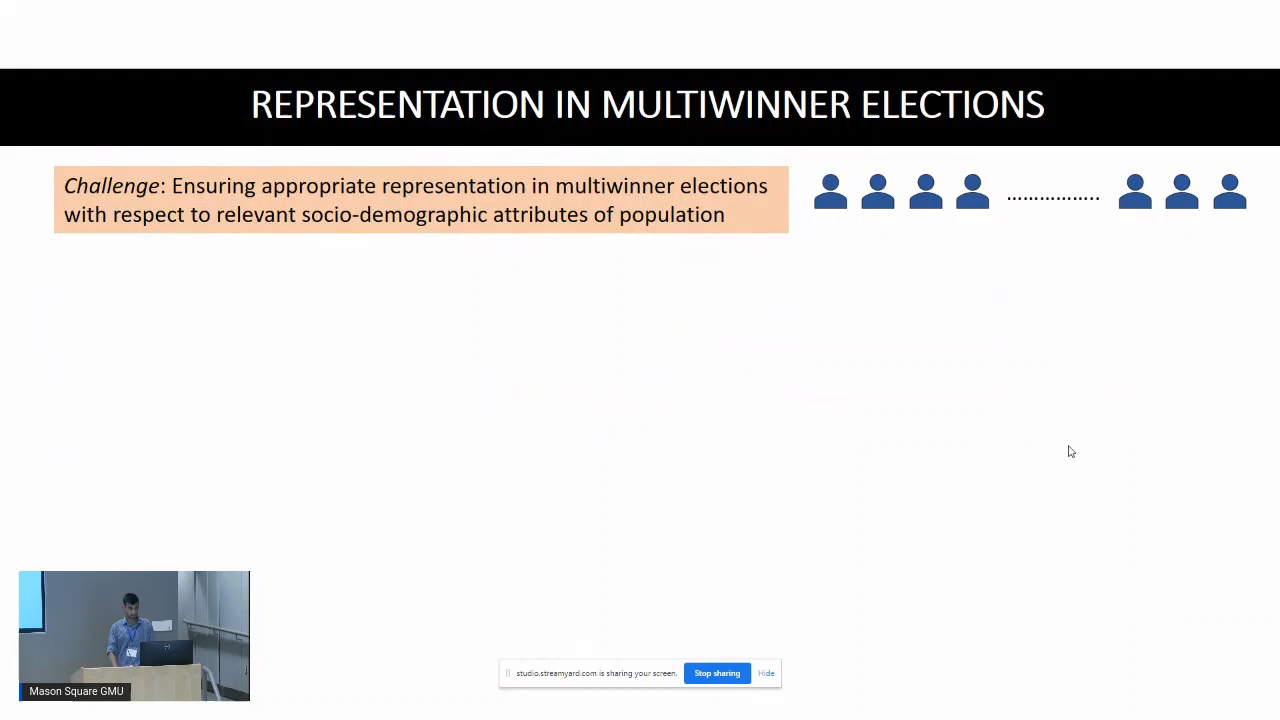 REPRESENTATION IN MULTIWINNER ELECTIONS
Challenge: Ensuring appropriate representation in multiwinner elections
with respect to relevant socio-demographic attributes of population
Mason Square GMU
studio.streamyard.com is sharing your screen.
Stop sharing
Hide